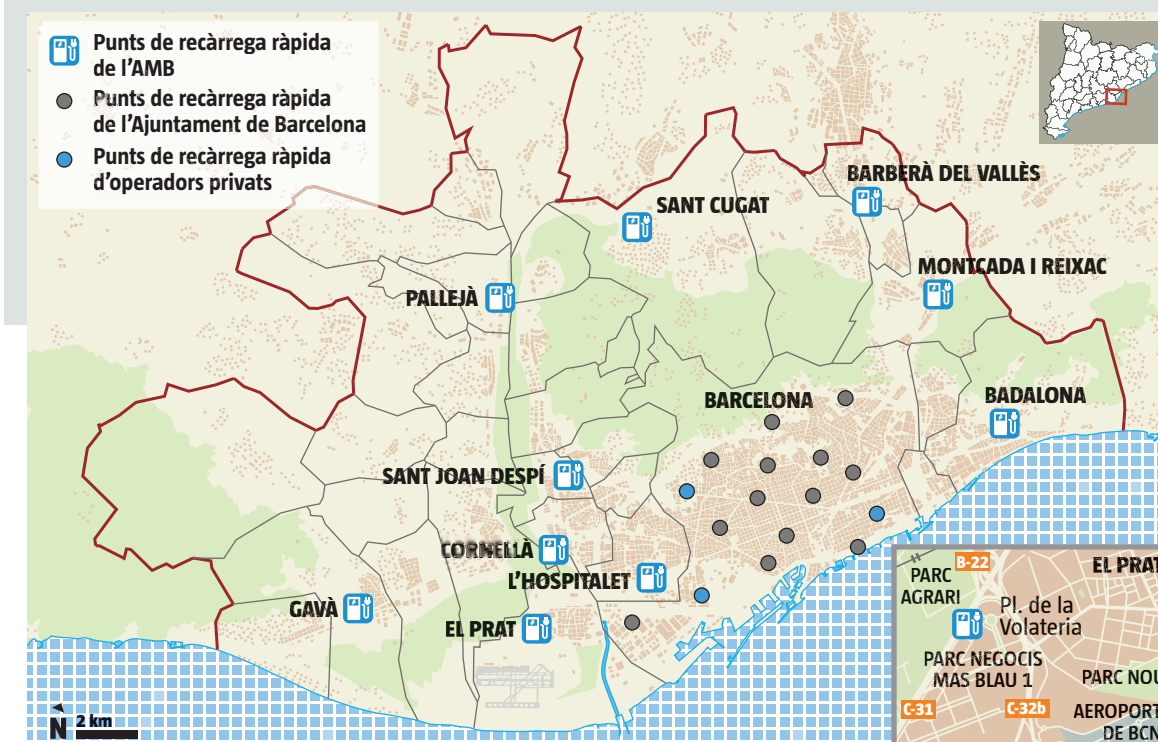 Punts de recàrrega ràpida
de l'AMB
Punts de recàrrega ràpida
de l'Ajuntament de Barcelona
Punts de recàrrega ràpida
d'operadors privats
BARBERÀ DEL VALLÈS
SANT CUGAT
MONTCADA I REIXAC
PALLEJÀ
BARCELONA
BADALONA
SANT JOAN DESPÍ
CORNELLÀ
L'HOSPITALET
GAVÀ
EL PRAT
N
2 km
B-22
EL PRAT
PARC
AGRARI
Pl. de la
Volateria
PARC NEGOCIS
MAS BLAU 1
PARC NOU
C-31
C-32b
AEROPORT
DE BCN